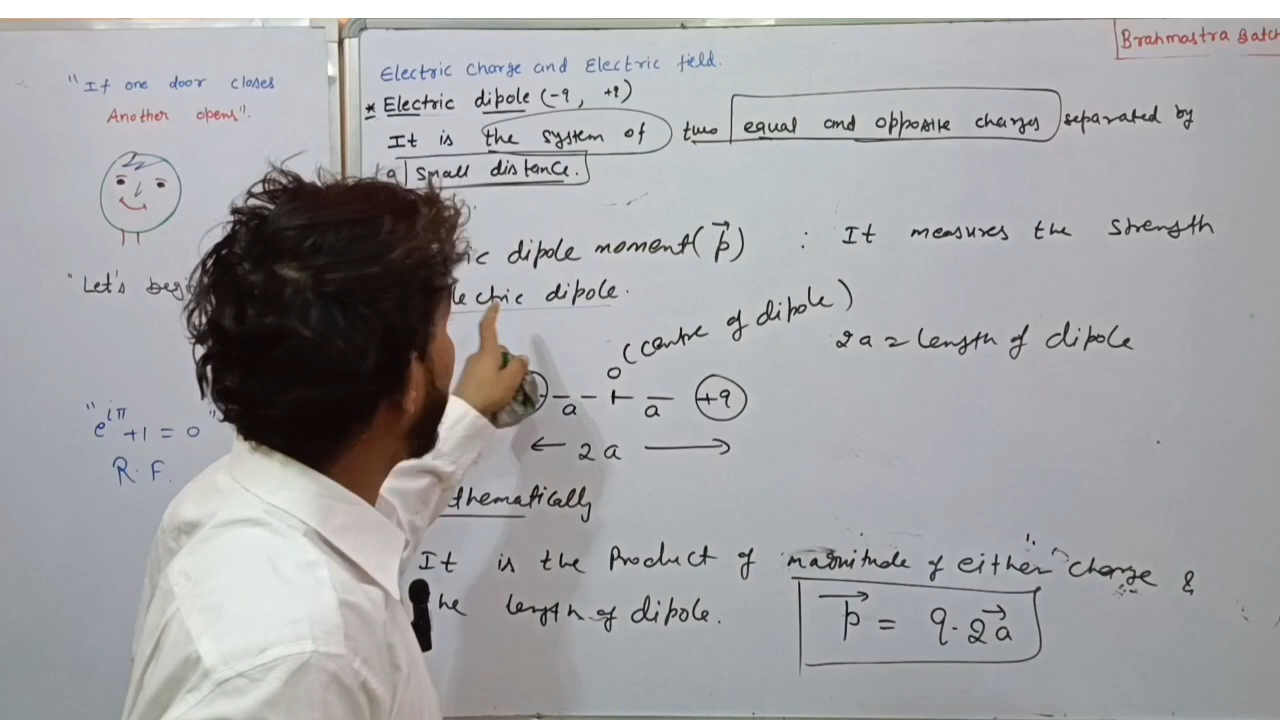 Brahmastra Batch
"If one door closes
Another opens".
"Let's begi
"e^iπ +1 = 0"
R. F.
Electric Charge and Electric field.
* Electric dipole (-q, +q)
It is the system of two equal and opposite charges separated by
a small distance.
ic dipole moment (p⃗) : It measures the strength
lectric dipole.
O (centre of dipole)
2a = length of dipole
a a +q
2a
thematically
It is the Product of magnitude of "either" charge &
the length of dipole.
p⃗ = q. 2a⃗